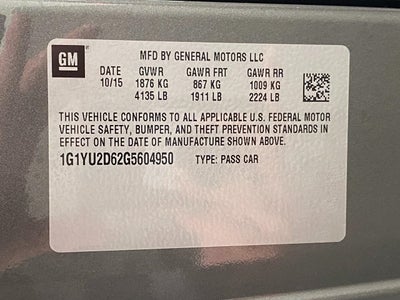 GM
MFD BY GENERAL MOTORS LLC
DATE GVWR GAWR FRT GAWR RR
10/15 1876 KG 867 KG 1009 KG
4135 LB 1911 LB 2224 LB
THIS VEHICLE CONFORMS TO ALL APPLICABLE U.S. FEDERAL MOTOR
VEHICLE SAFETY, BUMPER, AND THEFT PREVENTION STANDARDS IN
EFFECT ON THE DATE OF MANUFACTURE SHOWN ABOVE.
1G1YU2D62G5604950 TYPE: PASS CAR